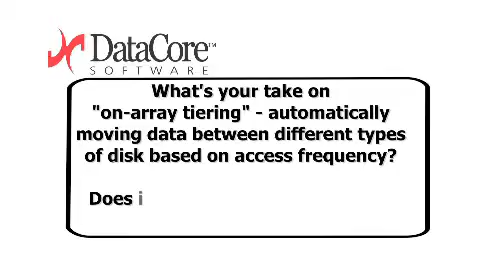 DataCore™
SOFTWARE
What's your take on
"on-array tiering" - automatically
moving data between different types
of disk based on access frequency?
Does i